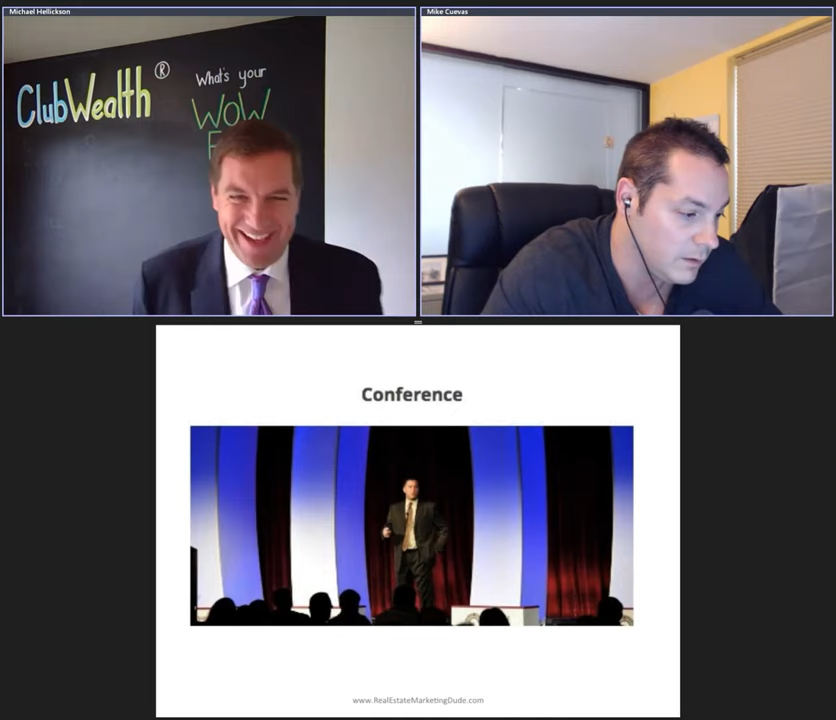 Michael Hellickson
Mike Cuevas
ClubWealth®
What's your
WOW
F
Conference
www.RealEstateMarketingDude.com